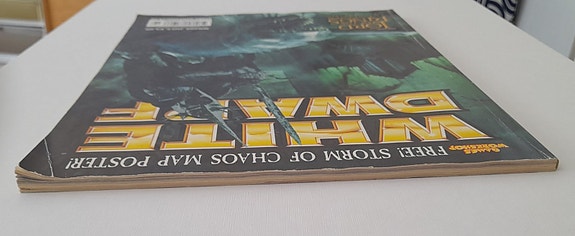 FREE! STORM OF CHAOS MAP POSTER!
GAMES
WORKSHOP
WHITE
DWARF